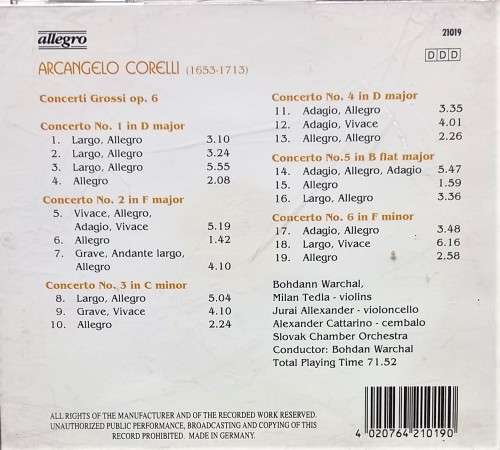 allegro
21019
DDD
ARCANGELO CORELLI (1653-1713)
Concerti Grossi op. 6
Concerto No. 1 in D major
1. Largo, Allegro 3.10
2. Largo, Allegro 3.24
3. Largo, Allegro 5.55
4. Allegro 2.08
Concerto No. 2 in F major
5. Vivace, Allegro,
Adagio, Vivace 5.19
6. Allegro 1.42
7. Grave, Andante largo,
Allegro 4.10
Concerto No. 3 in C minor
8. Largo, Allegro 5.04
9. Grave, Vivace 4.10
10. Allegro 2.24
Concerto No. 4 in D major
11. Adagio, Allegro 3.35
12. Adagio, Vivace 4.01
13. Allegro, Allegro 2.26
Concerto No.5 in B flat major
14. Adagio, Allegro, Adagio 5.47
15. Allegro 1.59
16. Largo, Allegro 3.36
Concerto No. 6 in F minor
17. Adagio, Allegro 3.48
18. Largo, Vivace 6.16
19. Allegro 2.58
Bohdann Warchal,
Milan Tedla - violins
Jurai Allexander - violoncello
Alexander Cattarino - cembalo
Slovak Chamber Orchestra
Conductor: Bohdan Warchal
Total Playing Time 71.52
ALL RIGHTS OF THE MANUFACTURER AND OF THE RECORDED WORK RESERVED.
UNAUTHORIZED PUBLIC PERFORMANCE, BROADCASTING AND COPYING OF THIS
RECORD PROHIBITED. MADE IN GERMANY.
4 020764 210190